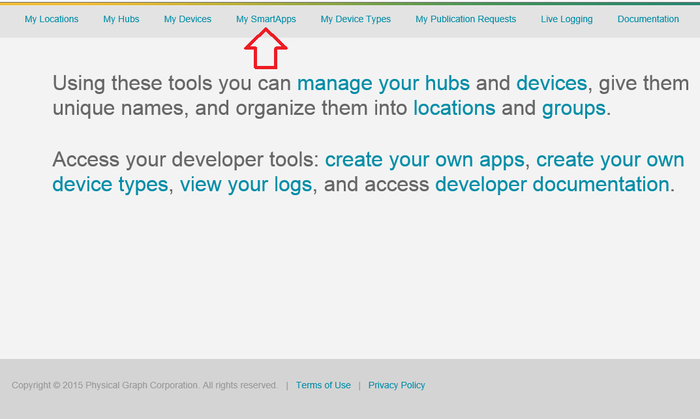 My Locations My Hubs My Devices My SmartApps My Device Types My Publication Requests Live Logging Documentation
Using these tools you can manage your hubs and devices, give them
unique names, and organize them into locations and groups.
Access your developer tools: create your own apps, create your own
device types, view your logs, and access developer documentation.
Copyright © 2015 Physical Graph Corporation. All rights reserved. | Terms of Use | Privacy Policy